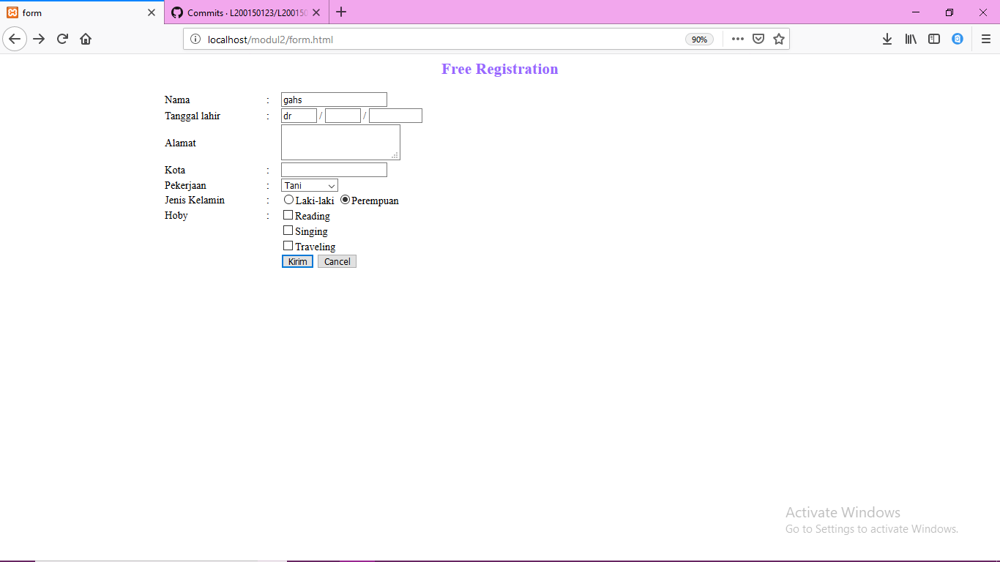 form
Commits · L200150123/L20015
localhost/modul2/form.html
90%
Free Registration
Nama : gahs
Tanggal lahir : dr / /
Alamat
Kota :
Pekerjaan : Tani
Jenis Kelamin : Laki-laki Perempuan
Hoby : Reading
Singing
Traveling
Kirim Cancel
Activate Windows
Go to Settings to activate Windows.